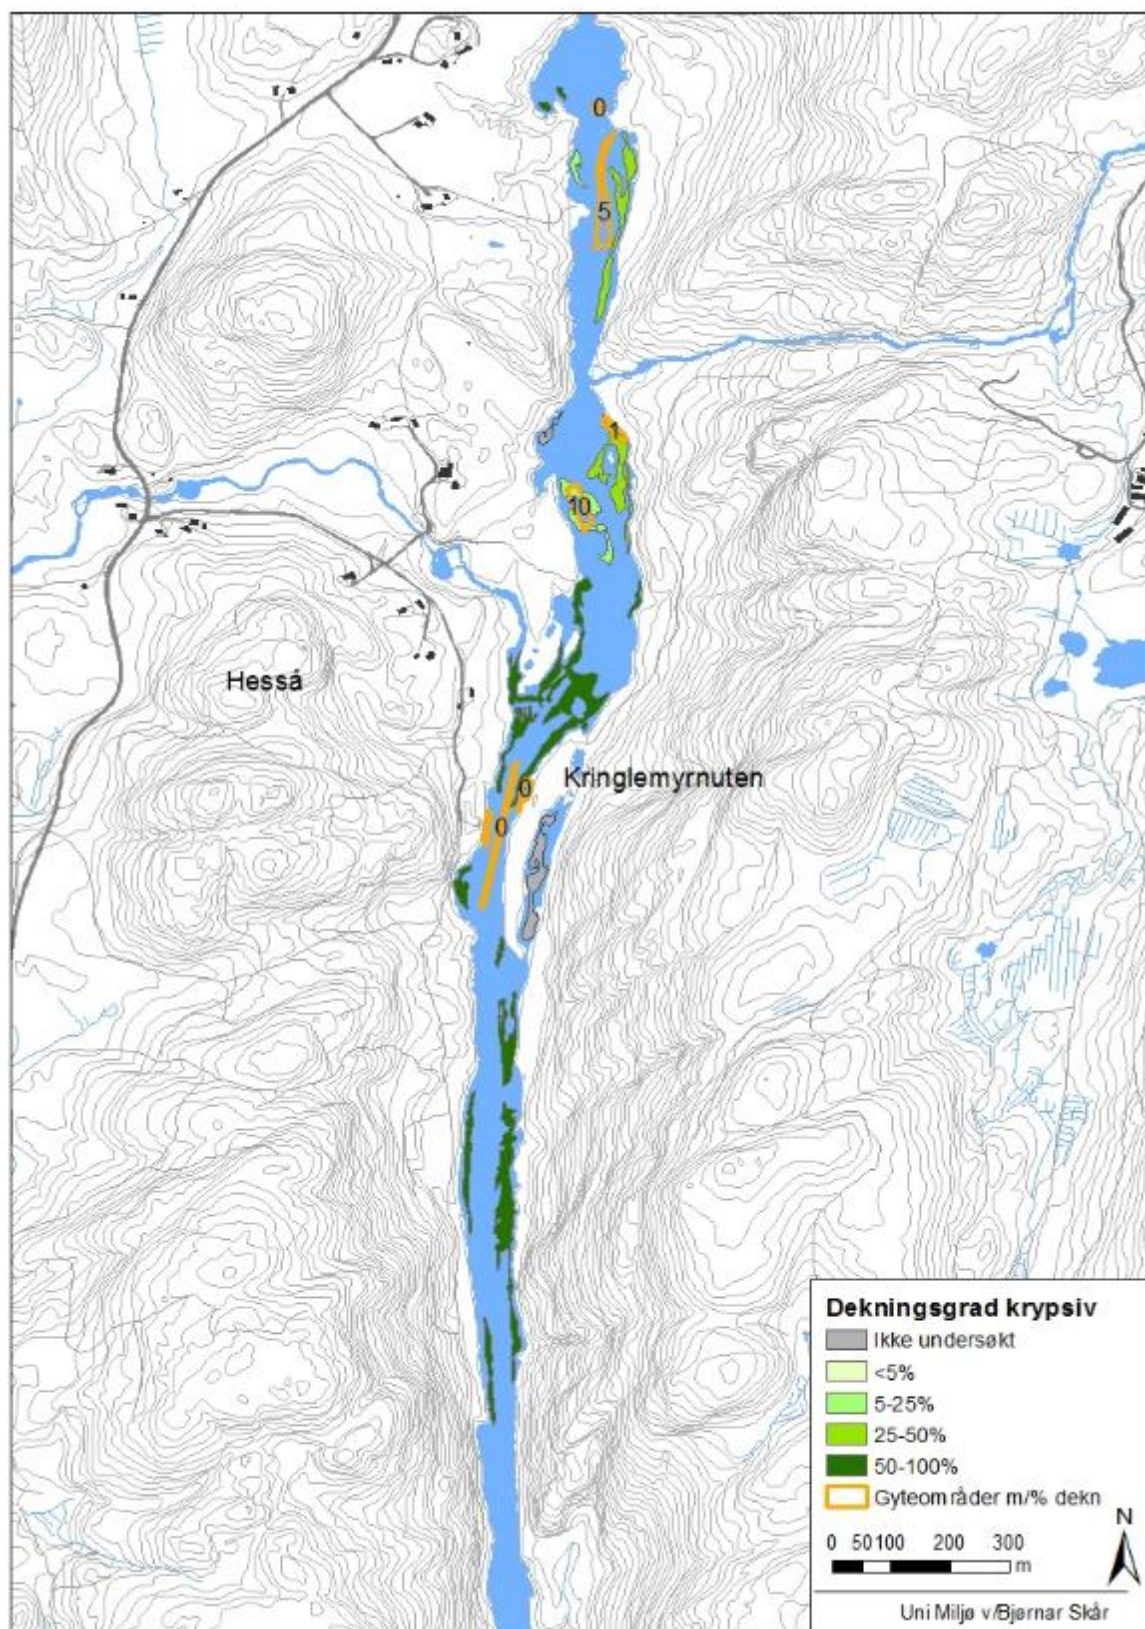 0
5
1
10
Hesså
Kringlemyrnuten
0
0
Dekningsgrad krypsiv
Ikke undersøkt
<5%
5-25%
25-50%
50-100%
Gyteområder m/% dekn
N
0 50 100 200 300
m
Uni Miljø v/Bjørnar Skår